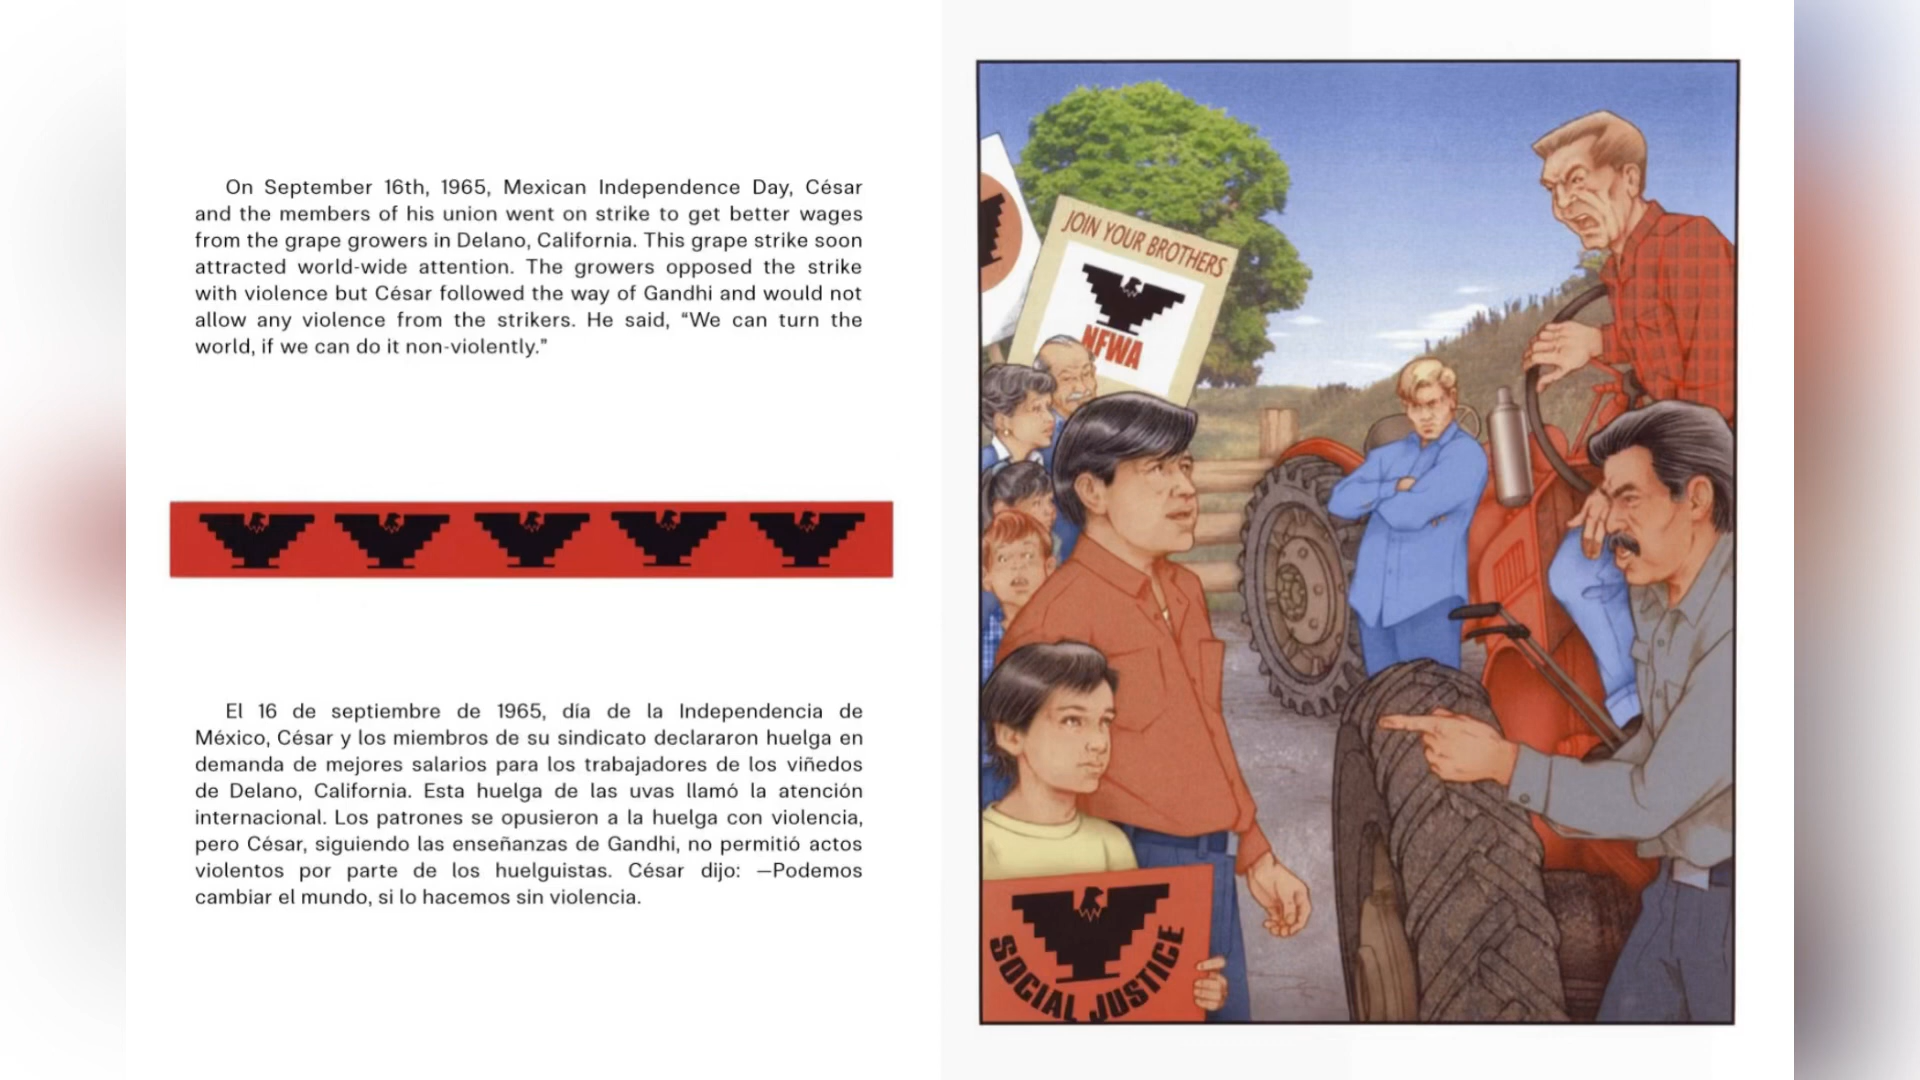 On September 16th, 1965, Mexican Independence Day, César
and the members of his union went on strike to get better wages
from the grape growers in Delano, California. This grape strike soon
attracted world-wide attention. The growers opposed the strike
with violence but César followed the way of Gandhi and would not
allow any violence from the strikers. He said, “We can turn the
world, if we can do it non-violently.”
El 16 de septiembre de 1965, día de la Independencia de
México, César y los miembros de su sindicato declararon huelga en
demanda de mejores salarios para los trabajadores de los viñedos
de Delano, California. Esta huelga de las uvas llamó la atención
internacional. Los patrones se opusieron a la huelga con violencia,
pero César, siguiendo las enseñanzas de Gandhi, no permitió actos
violentos por parte de los huelguistas. César dijo: —Podemos
cambiar el mundo, si lo hacemos sin violencia.
JOIN YOUR BROTHERS
NFWA
SOCIAL JUSTICE